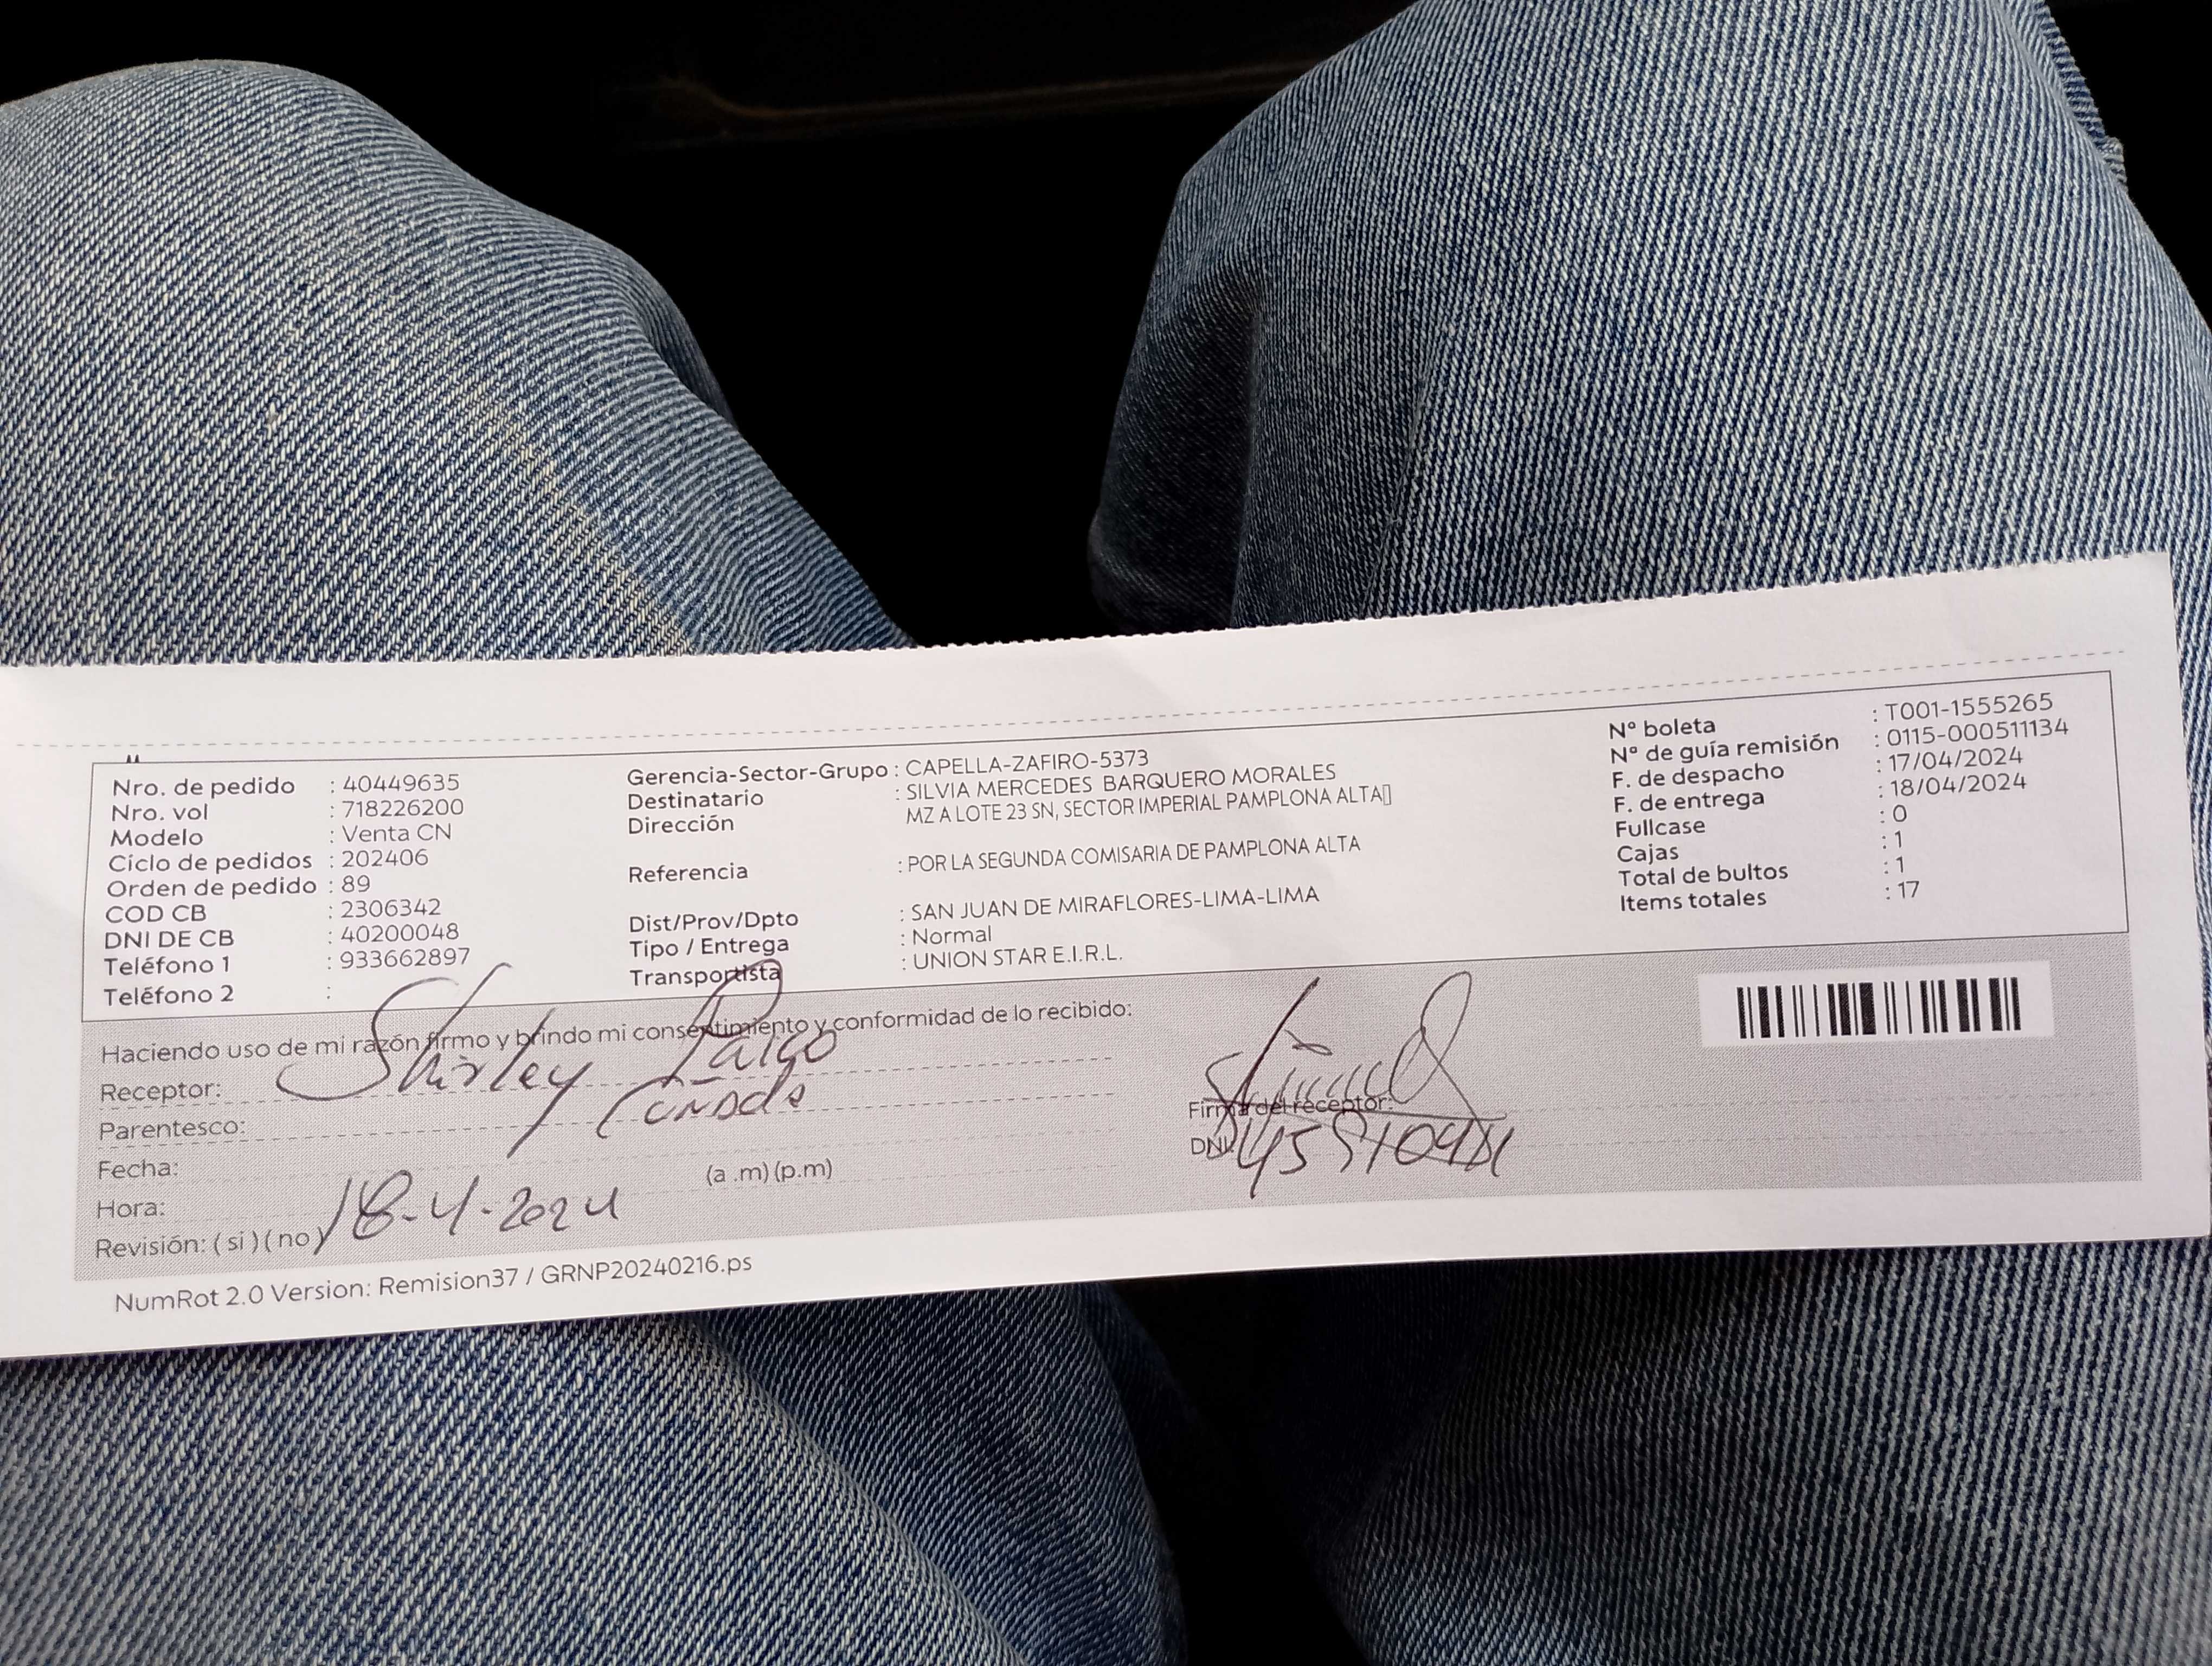 Nro. de pedido : 40449635
Nro. vol : 718226200
Modelo : Venta CN
Ciclo de pedidos : 202406
Orden de pedido : 89
COD CB : 2306342
DNI DE CB : 40200048
Teléfono 1 : 933662897
Teléfono 2 :
Gerencia-Sector-Grupo : CAPELLA-ZAFIRO-5373
Destinatario : SILVIA MERCEDES BARQUERO MORALES
Dirección MZ A LOTE 23 SN, SECTOR IMPERIAL PAMPLONA ALTA
Referencia : POR LA SEGUNDA COMISARIA DE PAMPLONA ALTA
Dist/Prov/Dpto : SAN JUAN DE MIRAFLORES-LIMA-LIMA
Tipo / Entrega : Normal
Transportista : UNION STAR E.I.R.L.
Nº boleta : T001-1555265
Nº de guía remisión : 0115-000511134
F. de despacho : 17/04/2024
F. de entrega : 18/04/2024
Fullcase : 0
Cajas : 1
Total de bultos : 1
Items totales : 17
Haciendo uso de mi razón firmo y brindo mi consentimiento y conformidad de lo recibido:
Receptor: Shirley
Parentesco:
Fecha:
Hora: (a .m) (p.m)
18-4-2024
Revisión: ( si ) ( no )
Firma del receptor:
DNI:
NumRot 2.0 Version: Remision37 / GRNP20240216.ps